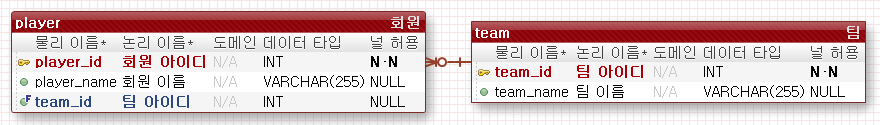 player 회원
물리 이름* 논리 이름* 도메인 데이터 타입 널 허용
player_id 회원 아이디 N/A INT N·N
player_name 회원 이름 N/A VARCHAR(255) NULL
F team_id 팀 아이디 N/A INT NULL
team 팀
물리 이름* 논리 이름* 도메인 데이터 타입 널 허용
team_id 팀 아이디 N/A INT N·N
team_name 팀 이름 N/A VARCHAR(255) NULL